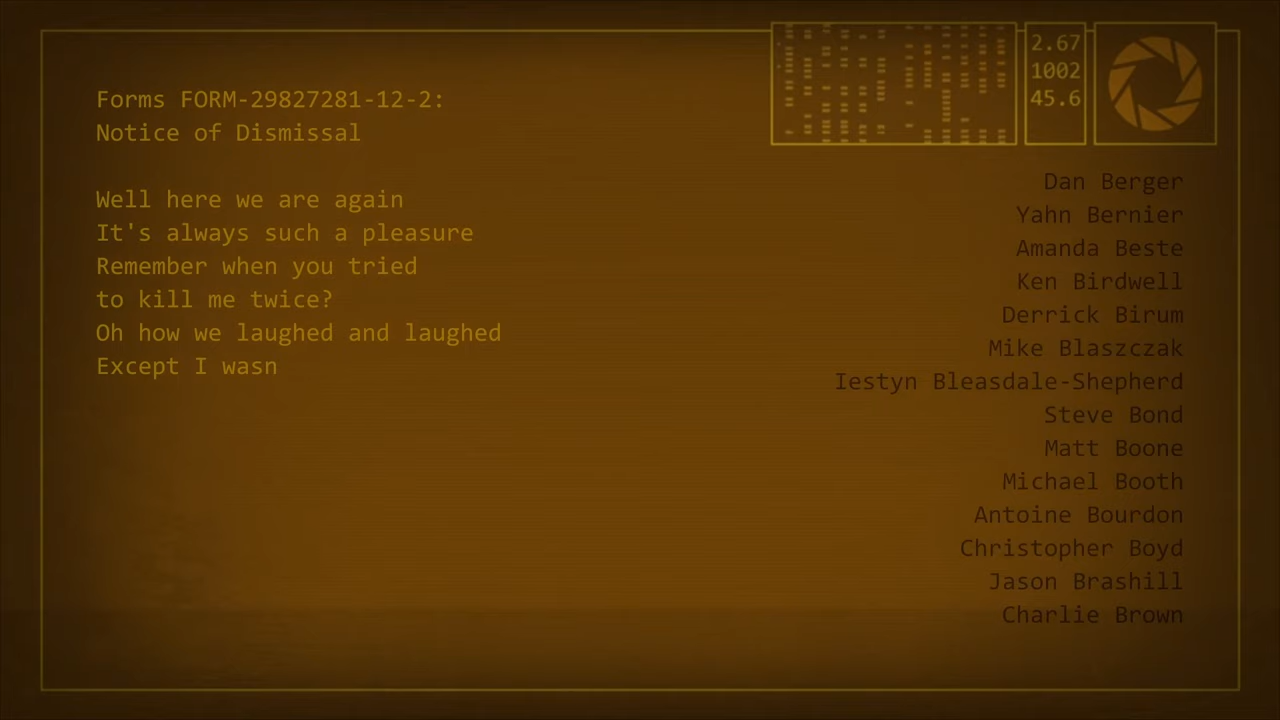 Forms FORM-29827281-12-2:
Notice of Dismissal
Well here we are again
It's always such a pleasure
Remember when you tried
to kill me twice?
Oh how we laughed and laughed
Except I wasn
2.67
1002
45.6
Dan Berger
Yahn Bernier
Amanda Beste
Ken Birdwell
Derrick Birum
Mike Blaszczak
Iestyn Bleasdale-Shepherd
Steve Bond
Matt Boone
Michael Booth
Antoine Bourdon
Christopher Boyd
Jason Brashill
Charlie Brown